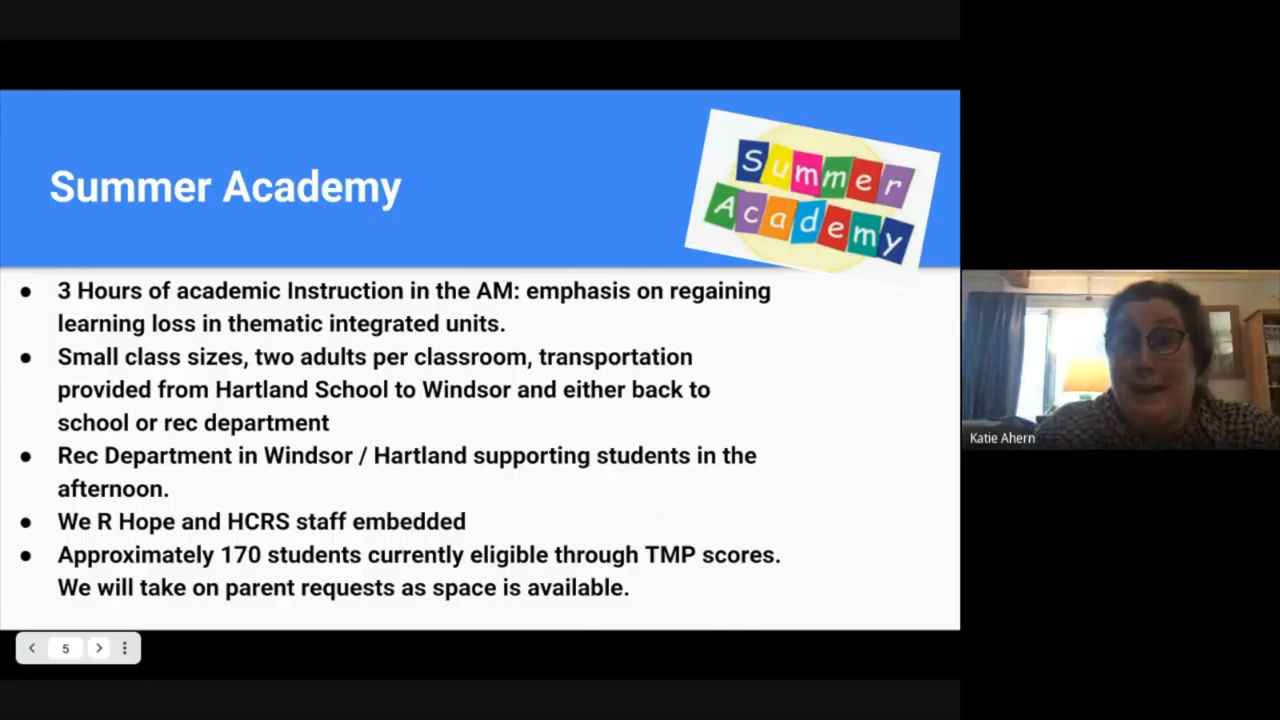 Summer Academy
Summer
Academy
● 3 Hours of academic Instruction in the AM: emphasis on regaining
learning loss in thematic integrated units.
● Small class sizes, two adults per classroom, transportation
provided from Hartland School to Windsor and either back to
school or rec department
● Rec Department in Windsor / Hartland supporting students in the
afternoon.
● We R Hope and HCRS staff embedded
● Approximately 170 students currently eligible through TMP scores.
We will take on parent requests as space is available.
Katie Ahern
5